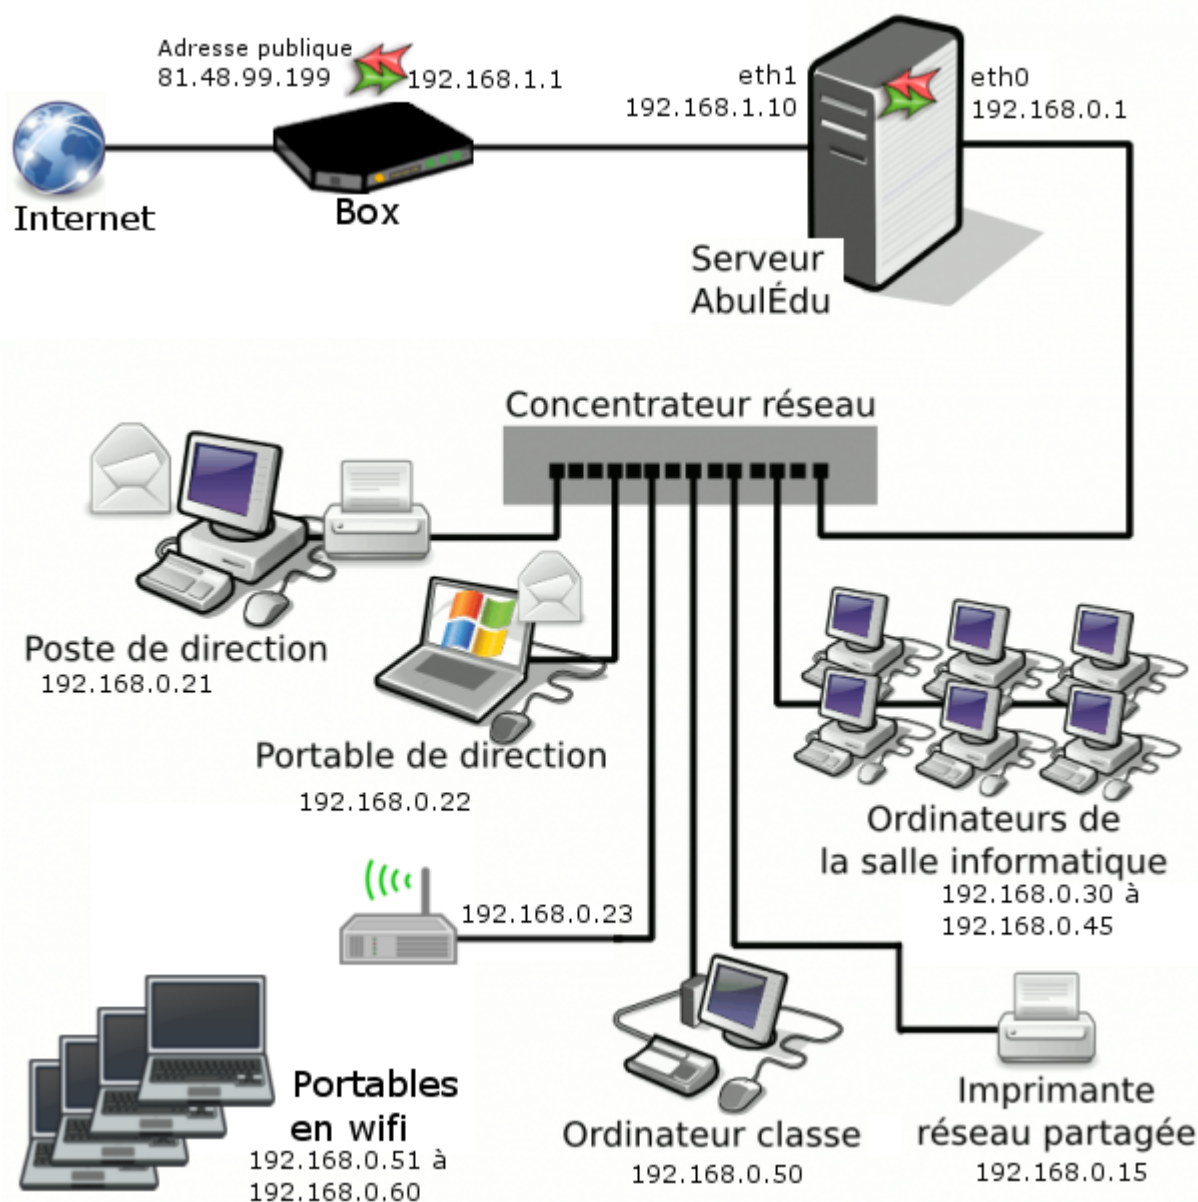 Adresse publique
81.48.99.199
192.168.1.1
eth1
192.168.1.10
eth0
192.168.0.1
Internet
Box
Serveur
AbulÉdu
Concentrateur réseau
Poste de direction
192.168.0.21
Portable de direction
192.168.0.22
Ordinateurs de
la salle informatique
192.168.0.30 à
192.168.0.45
192.168.0.23
Portables
en wifi
192.168.0.51 à
192.168.0.60
Ordinateur classe
192.168.0.50
Imprimante
réseau partagée
192.168.0.15